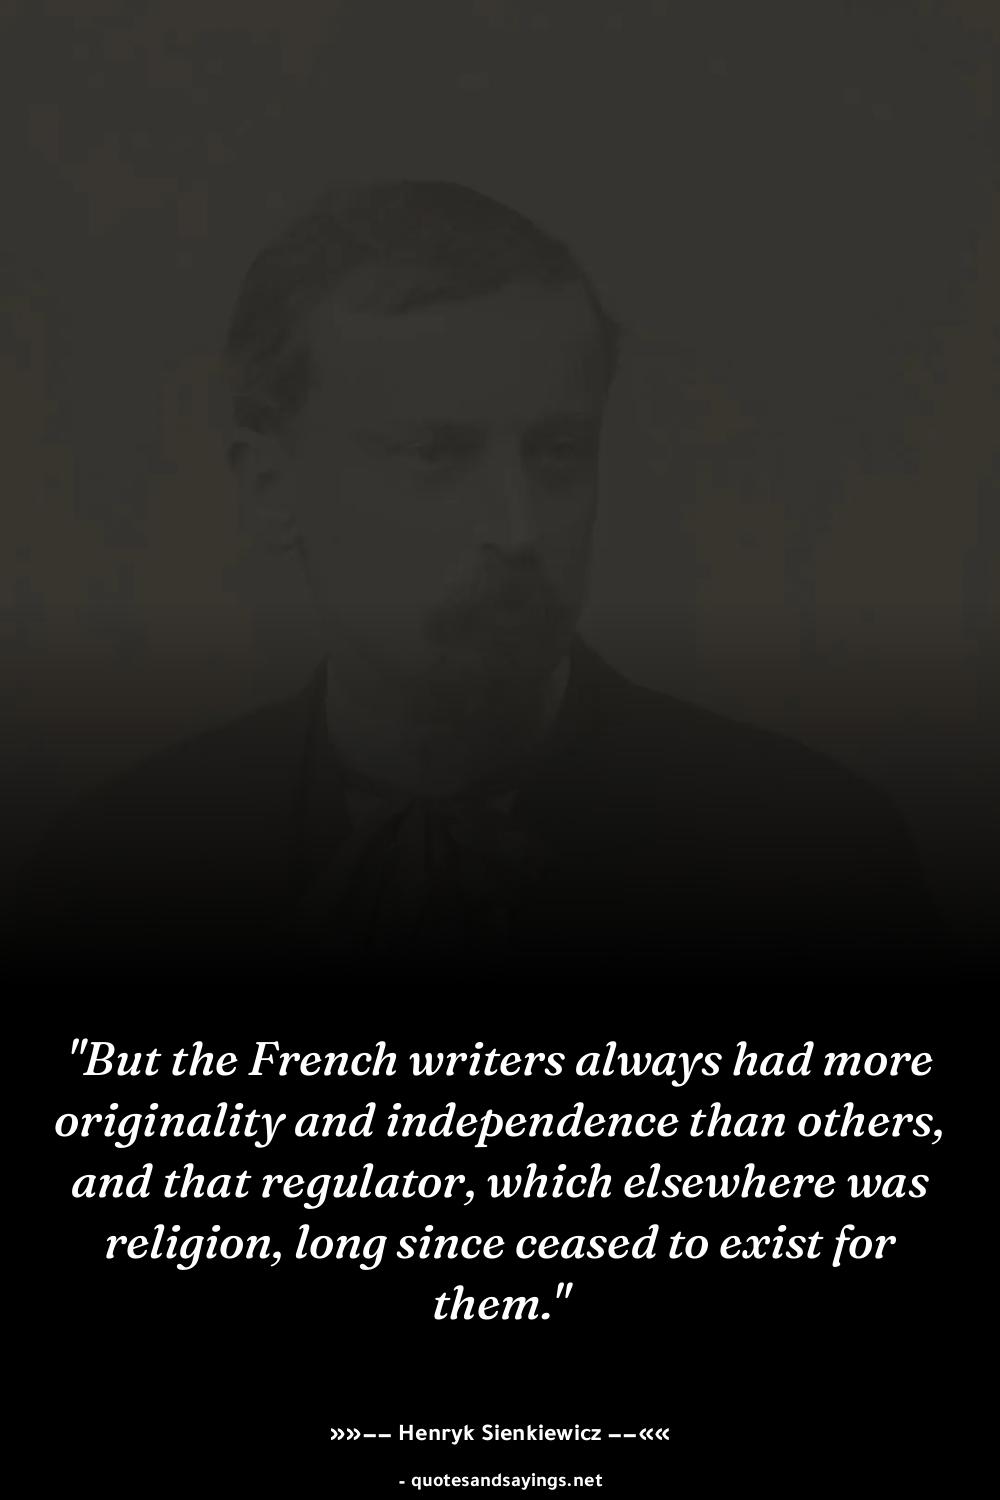 "But the French writers always had more
originality and independence than others,
and that regulator, which elsewhere was
religion, long since ceased to exist for
them."
»»–– Henryk Sienkiewicz ––««
- quotesandsayings.net